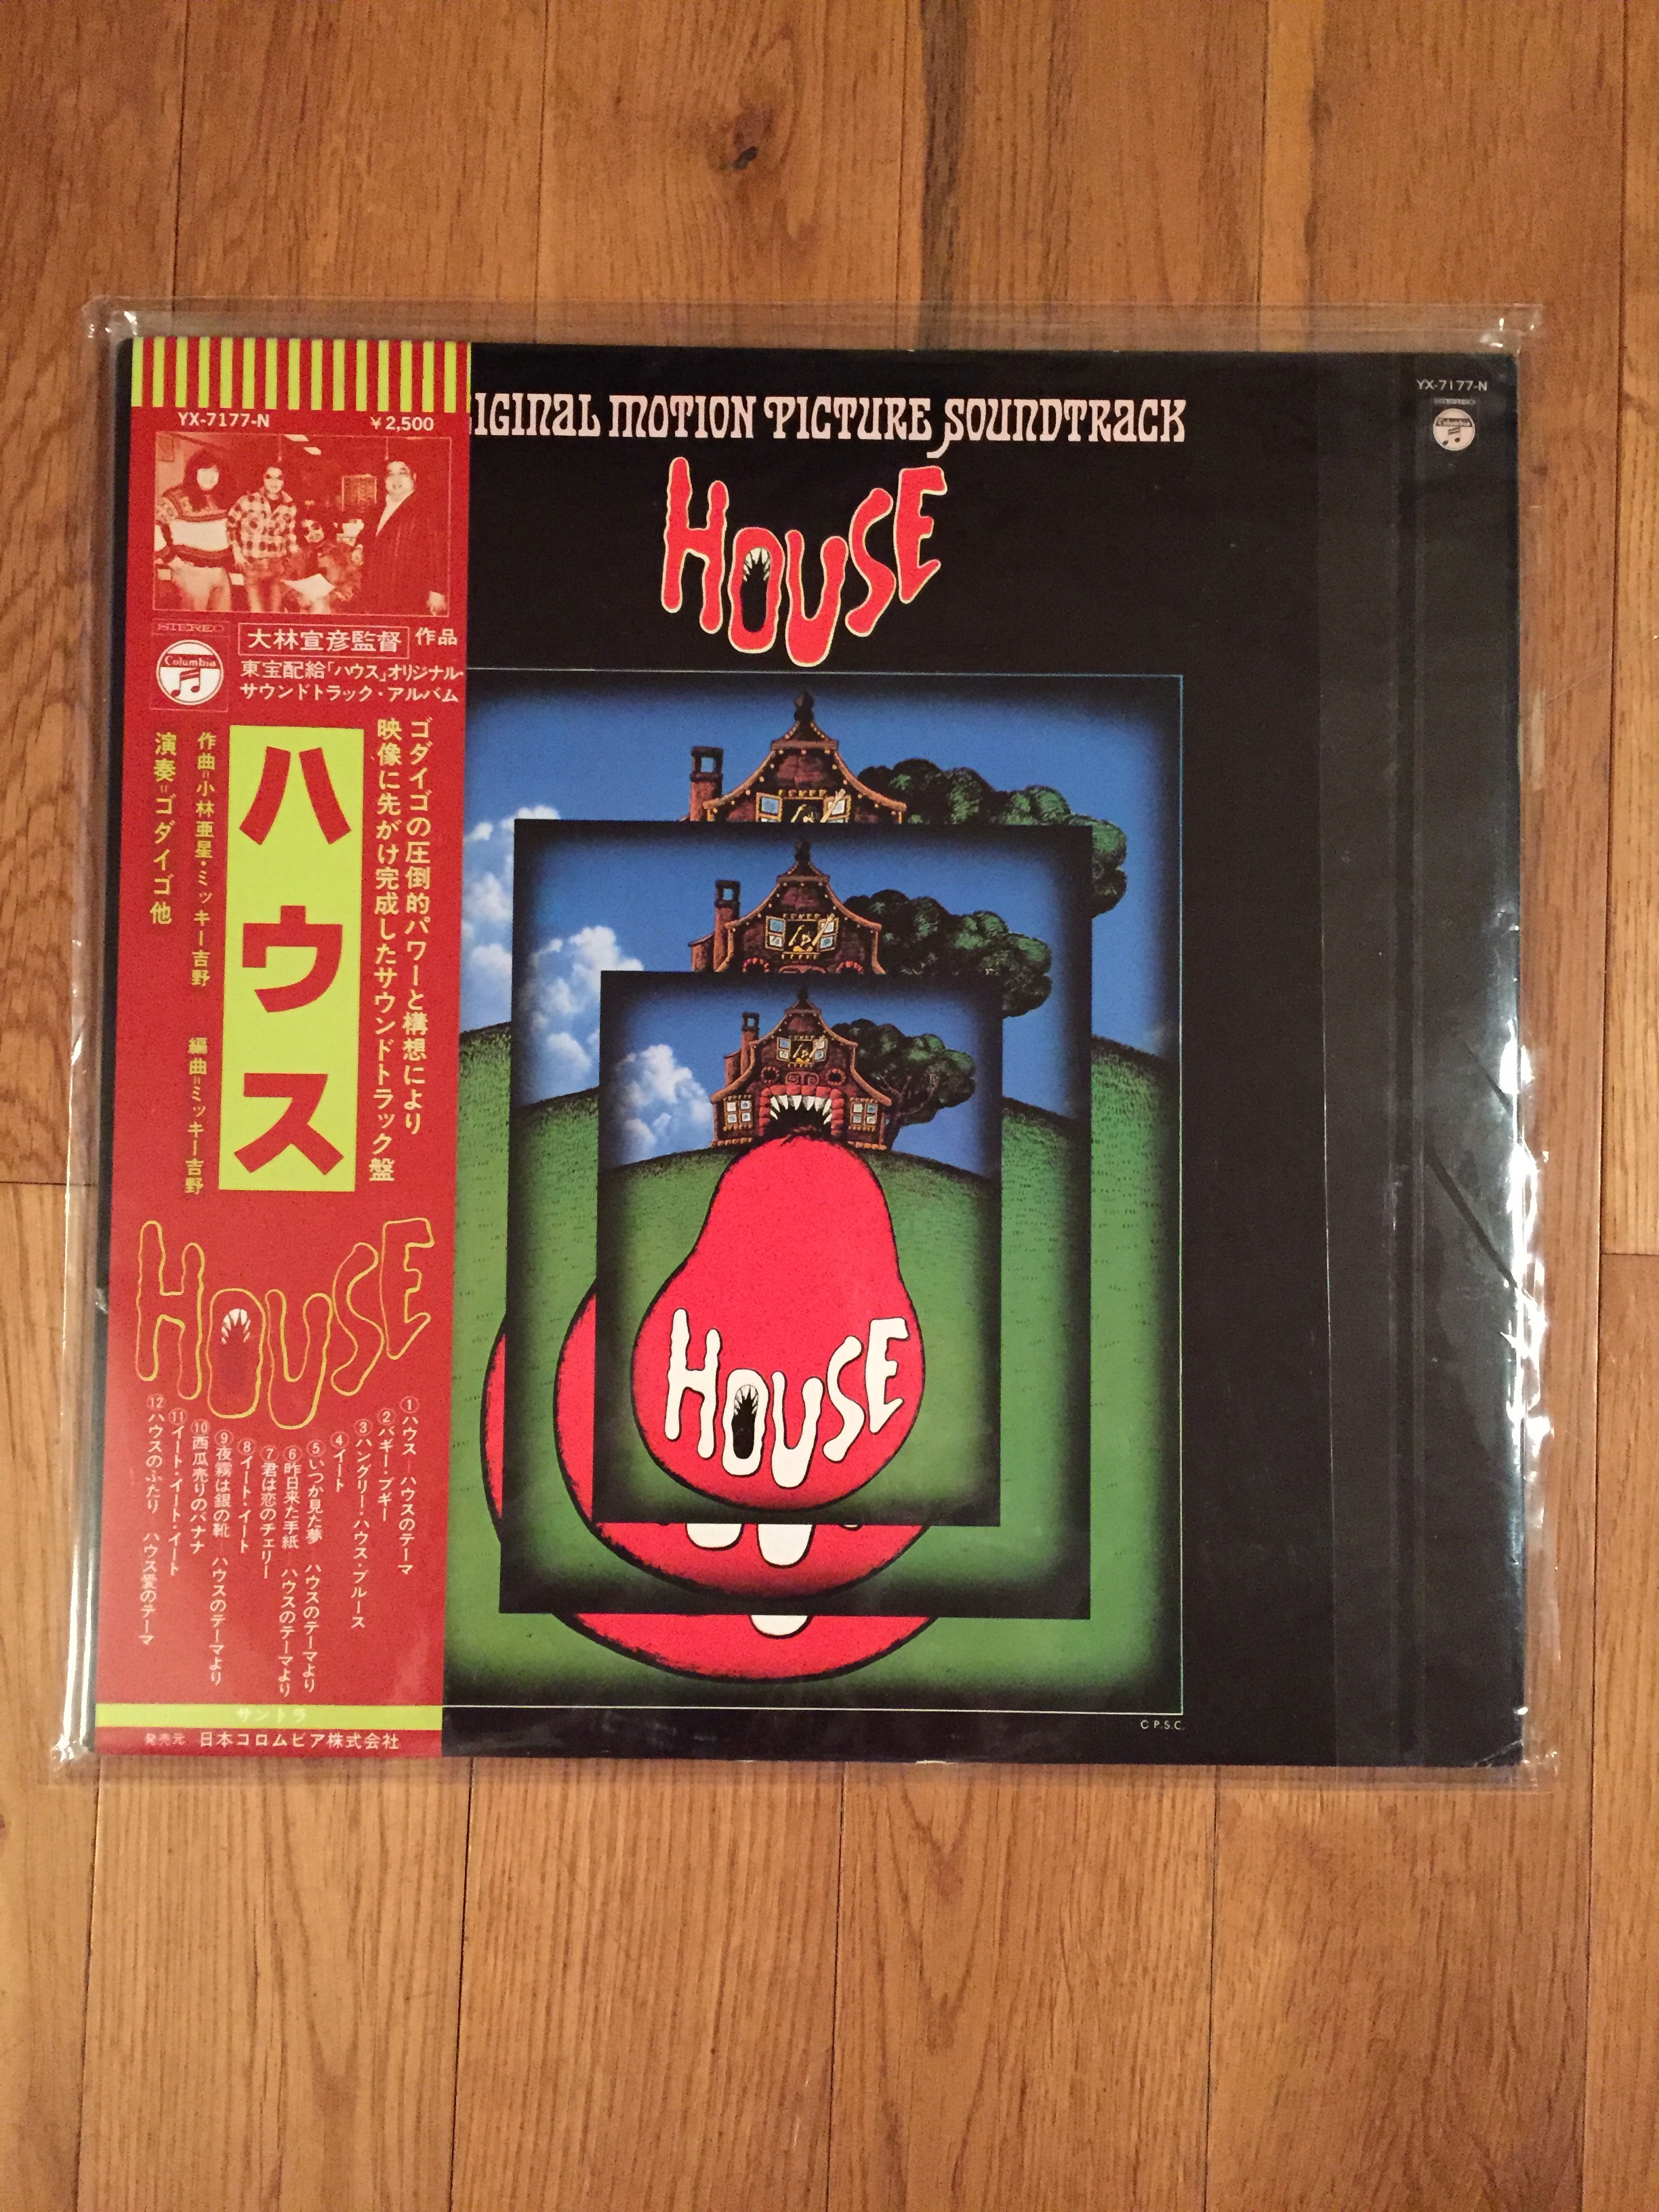 YX-7177-N
¥2,500
STEREO
Columbia
大林宣彦監督 作品
東宝配給「ハウス」オリジナル・
サウンドトラック・アルバム
ゴダイゴの圧倒的パワーと構想により
映像に先がけ完成したサウンドトラック盤
ハウス
作曲=小林亜星・ミッキー吉野 編曲=ミッキー吉野
演奏=ゴダイゴ他
HOUSE
①ハウス―ハウスのテーマ
②バギー・ブギー
③ハングリー・ハウス・ブルース
④イート
⑤いつか見た夢 ハウスのテーマより
⑥昨日来た手紙 ハウスのテーマより
⑦君は恋のチェリー
⑧イート・イート
⑨夜霧は銀の靴―ハウスのテーマより
⑩西瓜売りのバナナ
⑪イート・イート・イート
⑫ハウスのふたり ハウス愛のテーマ
サントラ
発売元 日本コロムビア株式会社
IGINAL MOTION PICTURE SOUNDTRACK
HOUSE
YX-7177-N
STEREO
Columbia
HOUSE
C.P.S.C.